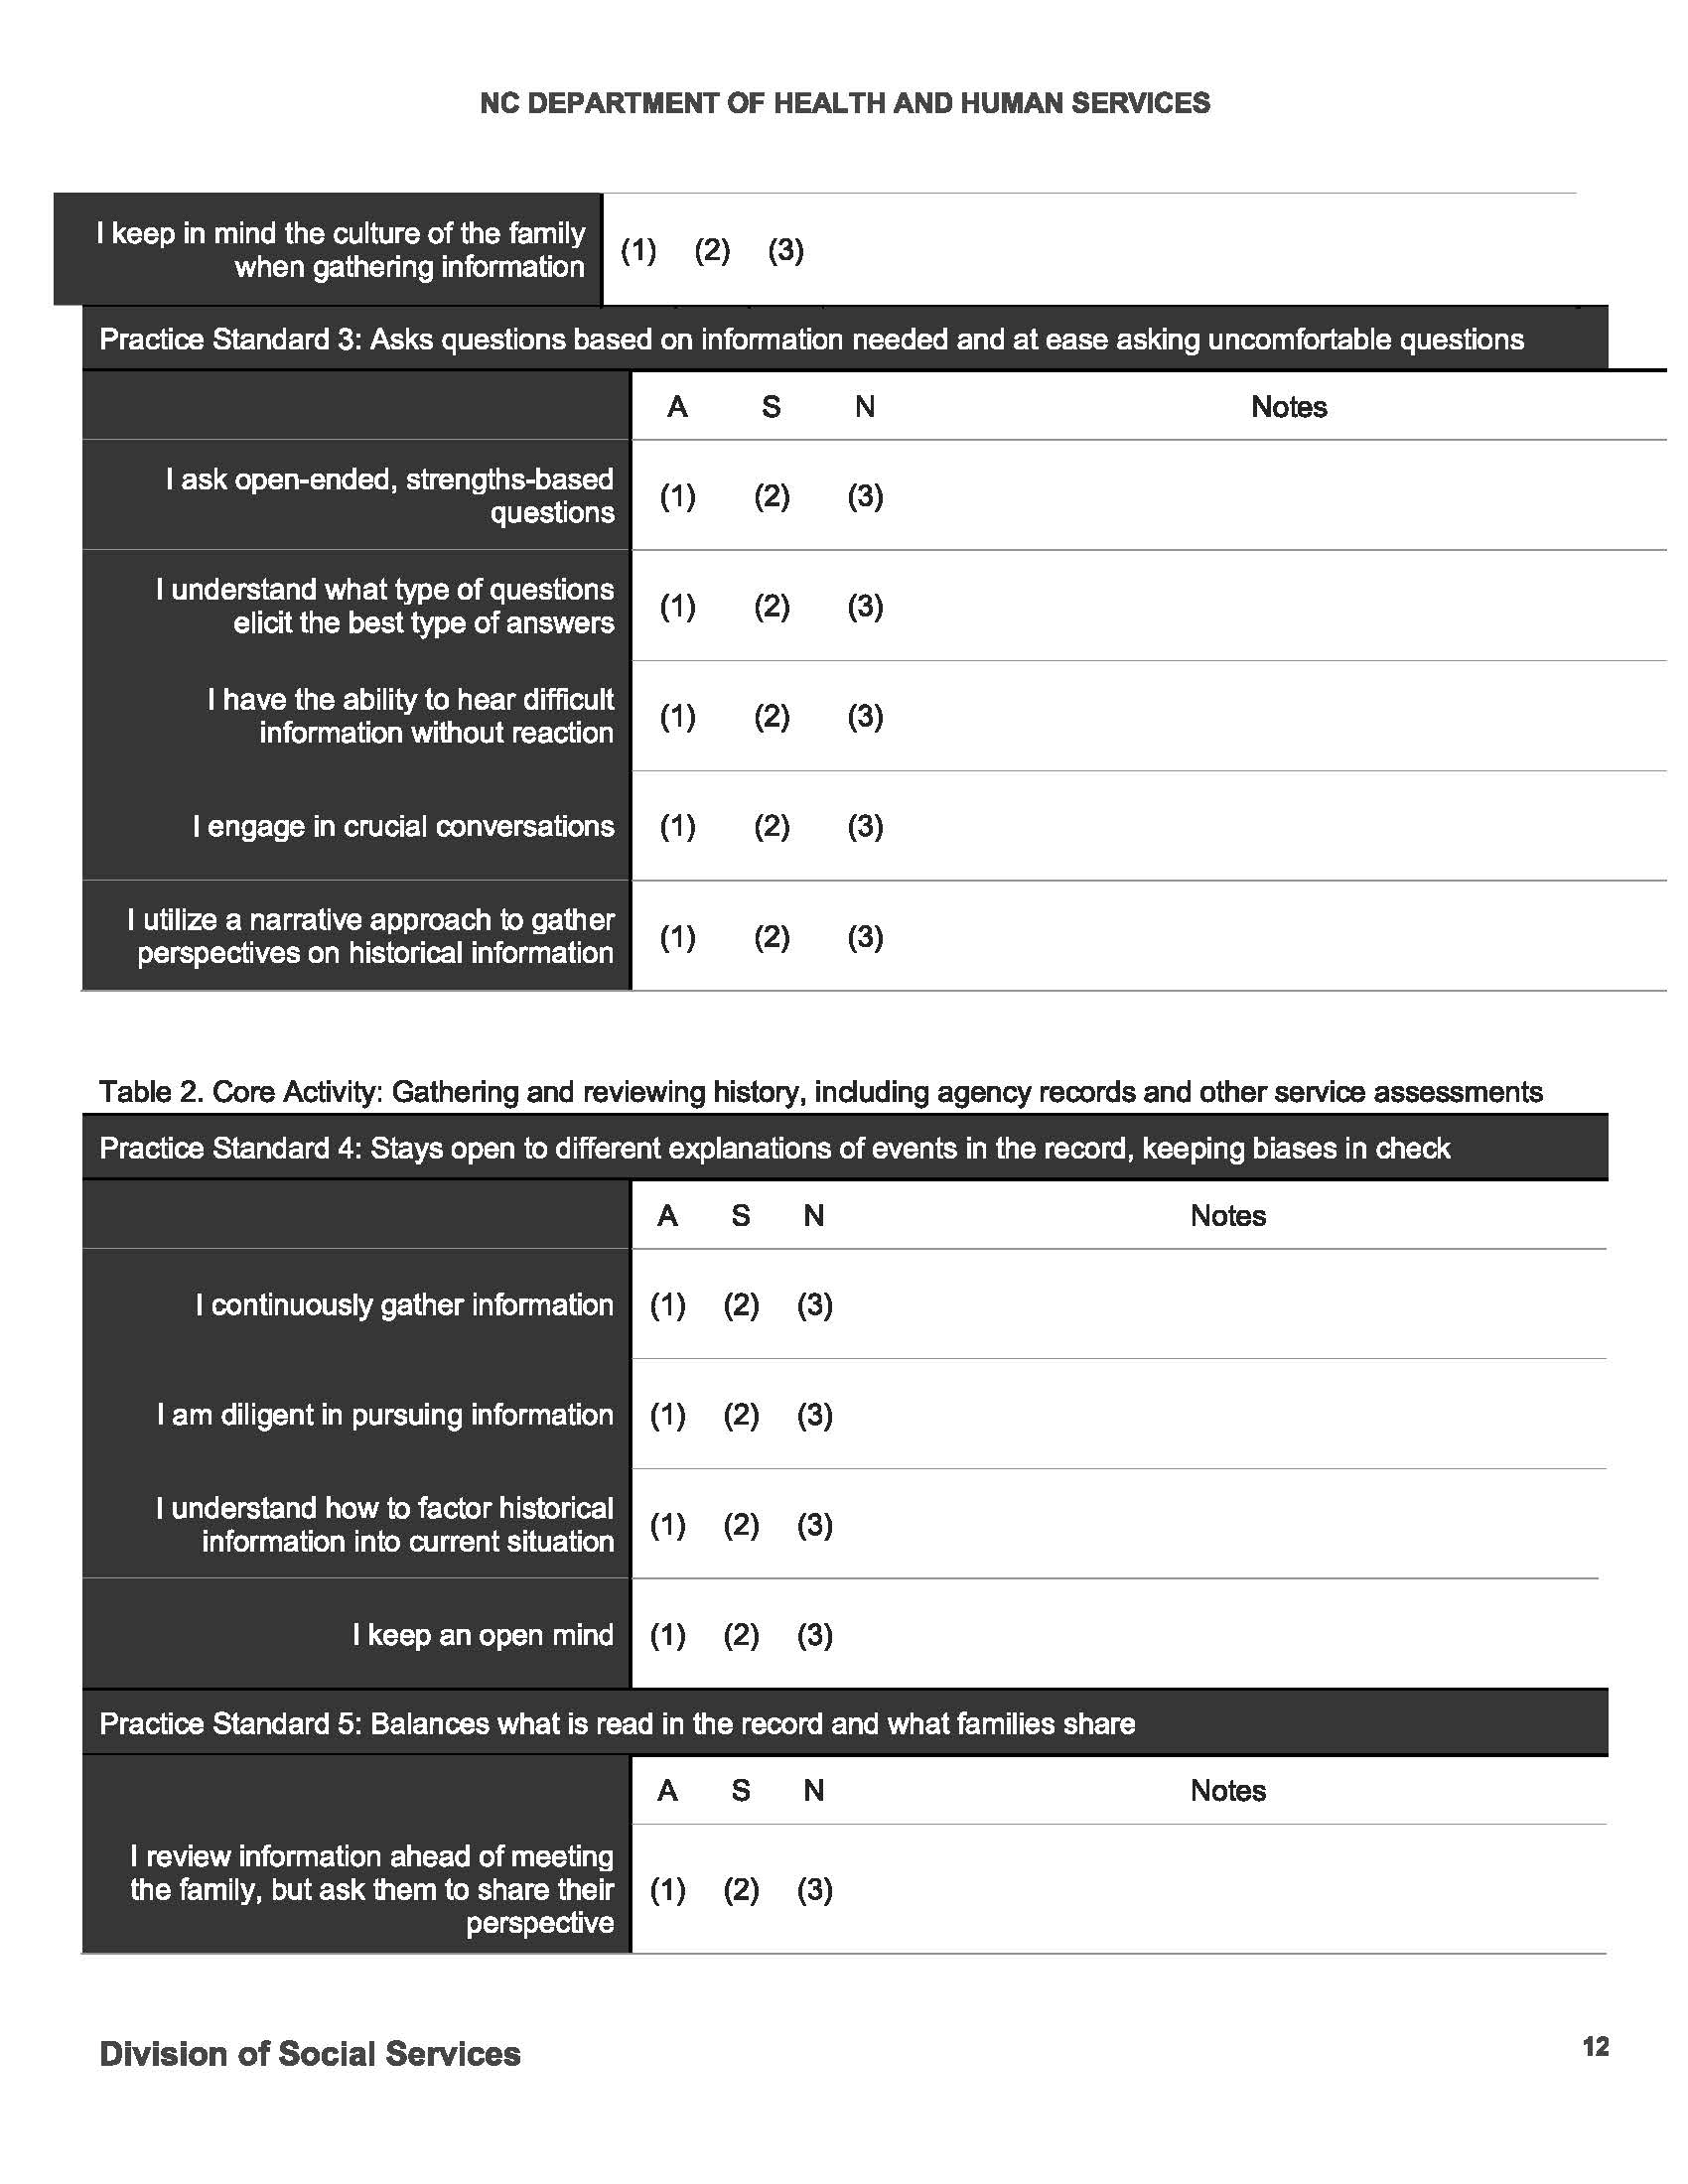 NC DEPARTMENT OF HEALTH AND HUMAN SERVICES
I keep in mind the culture of the family
when gathering information
(1) (2) (3)
Practice Standard 3: Asks questions based on information needed and at ease asking uncomfortable questions
A S N Notes
I ask open-ended, strengths-based
questions
(1) (2) (3)
I understand what type of questions
elicit the best type of answers
(1) (2) (3)
I have the ability to hear difficult
information without reaction
(1) (2) (3)
I engage in crucial conversations (1) (2) (3)
I utilize a narrative approach to gather
perspectives on historical information
(1) (2) (3)
Table 2. Core Activity: Gathering and reviewing history, including agency records and other service assessments
Practice Standard 4: Stays open to different explanations of events in the record, keeping biases in check
A S N Notes
I continuously gather information (1) (2) (3)
I am diligent in pursuing information (1) (2) (3)
I understand how to factor historical
information into current situation
(1) (2) (3)
I keep an open mind (1) (2) (3)
Practice Standard 5: Balances what is read in the record and what families share
A S N Notes
I review information ahead of meeting
the family, but ask them to share their
perspective
(1) (2) (3)
Division of Social Services 12